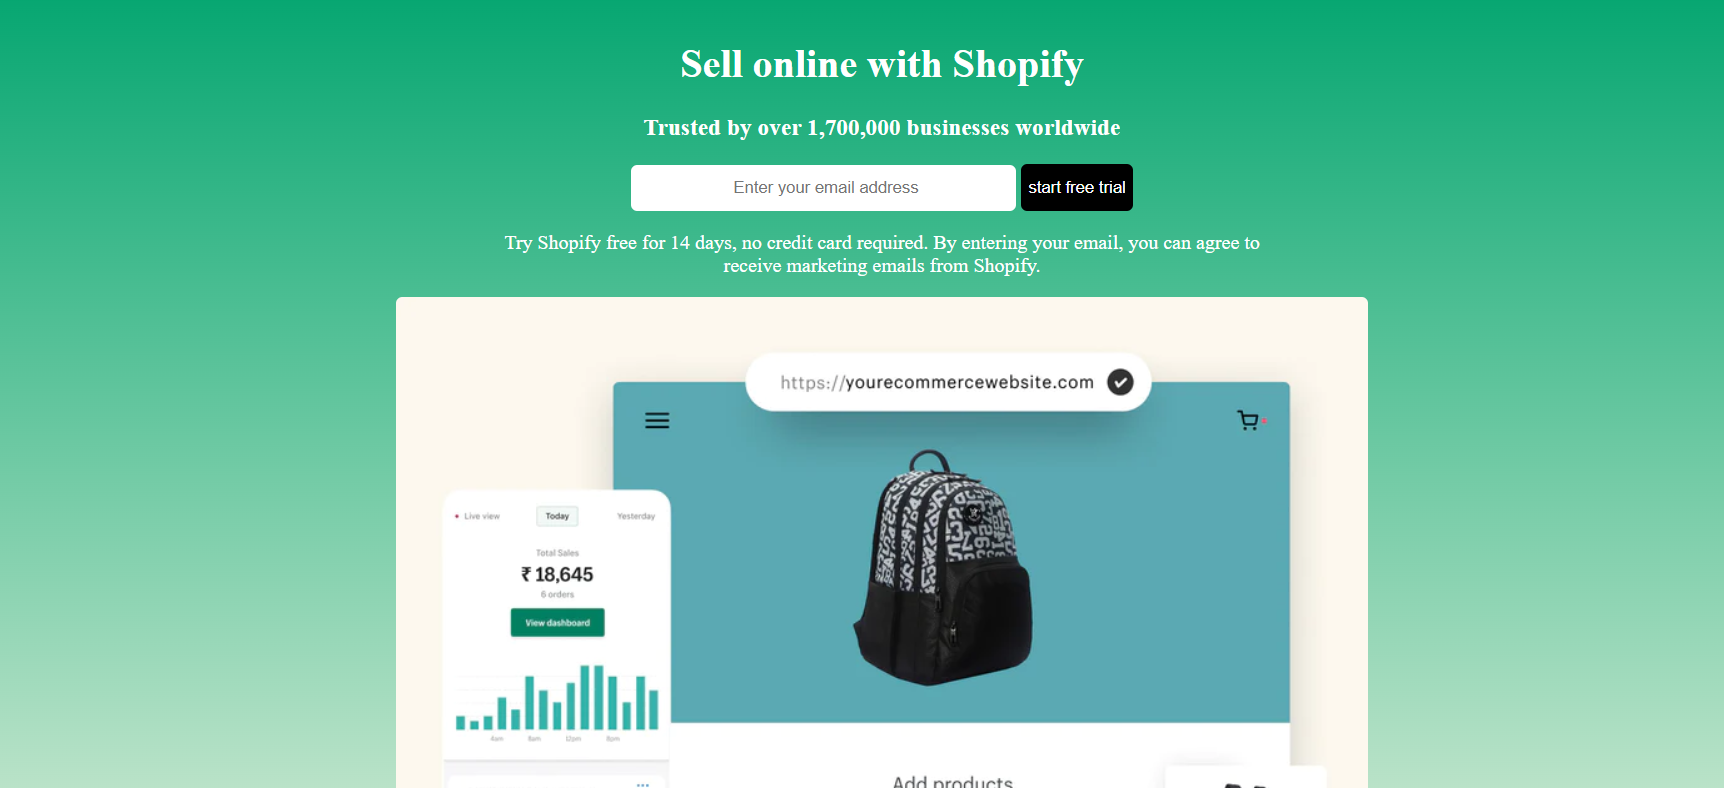 Sell online with Shopify
Trusted by over 1,700,000 businesses worldwide
Enter your email address
start free trial
Try Shopify free for 14 days, no credit card required. By entering your email, you can agree to
receive marketing emails from Shopify.
https://yourecommercewebsite.com
Live view Today Yesterday
Total Sales
₹ 18,645
6 orders
View dashboard
4am 8am 12pm 8pm
Add products